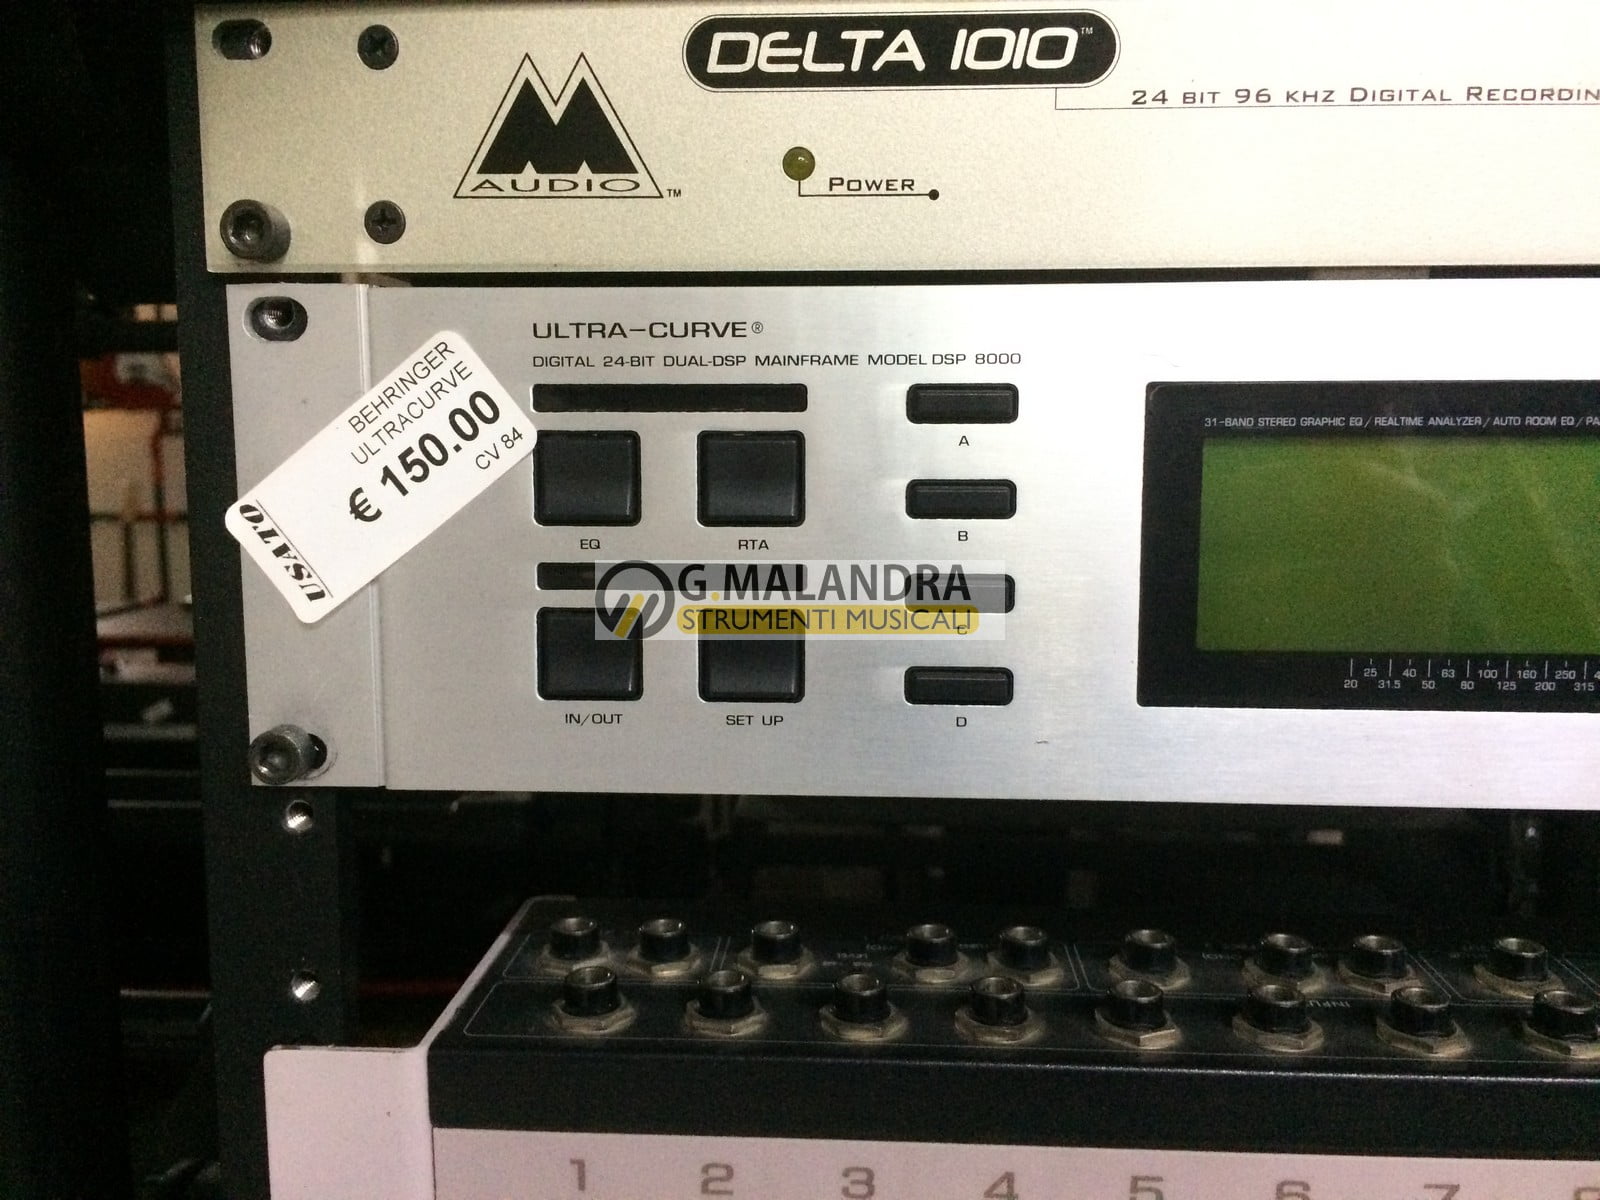 DELTA 1010™
24 BIT 96 KHZ DIGITAL
M
AUDIO™
POWER
ULTRA-CURVE®
DIGITAL 24-BIT DUAL-DSP MAINFRAME MODEL DSP 8000
BEHRINGER
ULTRACURVE
€ 150.00
CV 84
USATO
A
B
C
D
EQ
RTA
IN/OUT
SET UP
31-BAND STEREO GRAPHIC EQ / REALTIME ANALYZER / AUTO ROOM EQ /
25 40 63 100 160 250
20 31.5 50 80 125 200 315
G.MALANDRA
STRUMENTI MUSICALI
1 2 3 4 5 6 7 8